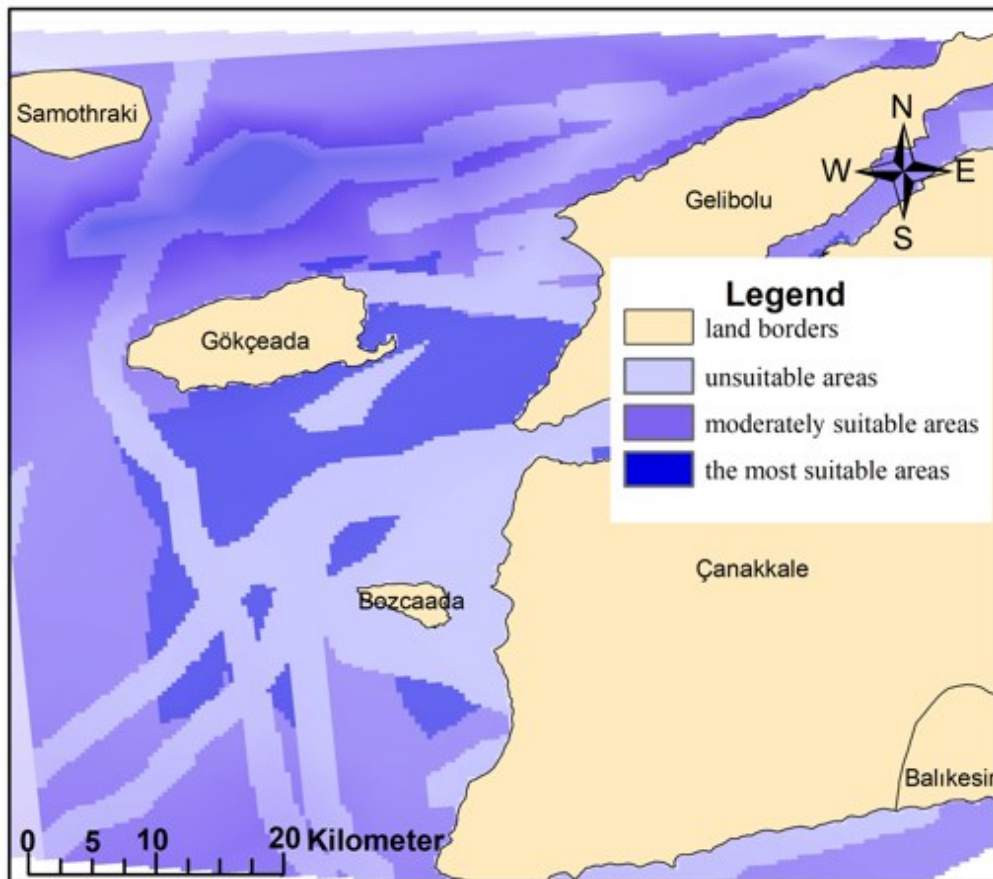 Samothraki
N
W
E
S
Gelibolu
Gökçeada
Legend
land borders
unsuitable areas
moderately suitable areas
the most suitable areas
Çanakkale
Bozcaada
Balıkesir
0 5 10 20 Kilometer